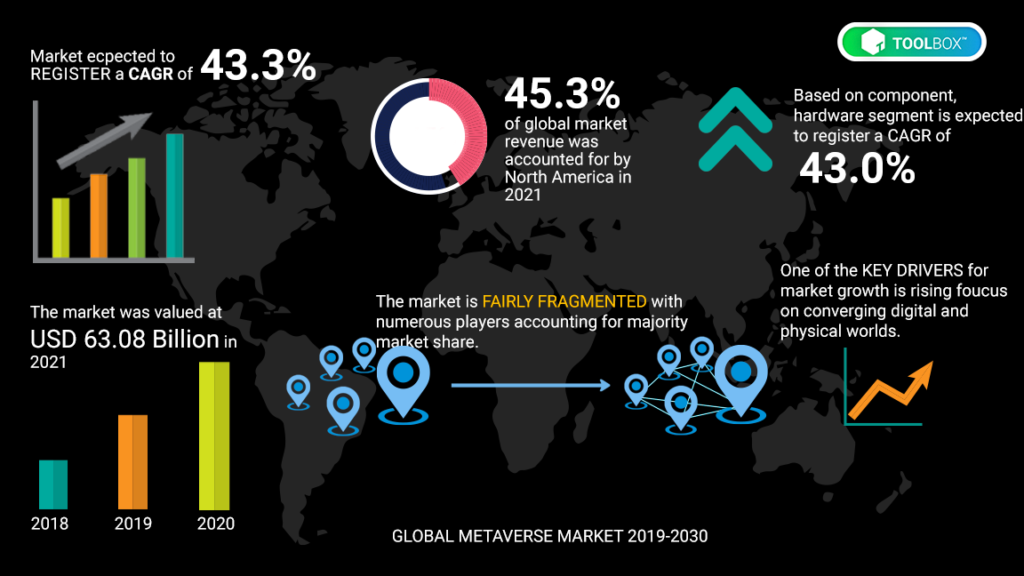 Market ecpected to
REGISTER a CAGR of
43.3%
45.3%
of global market
revenue was
accounted for by
North America in
2021
TOOLBOX™
Based on component,
hardware segment is expected
to register a CAGR of
43.0%
The market was valued at
USD 63.08 Billion in
2021
2018
2019
2020
The market is FAIRLY FRAGMENTED with
numerous players accounting for majority
market share.
One of the KEY DRIVERS for
market growth is rising foucus
on converging digital and
physical worlds.
GLOBAL METAVERSE MARKET 2019-2030